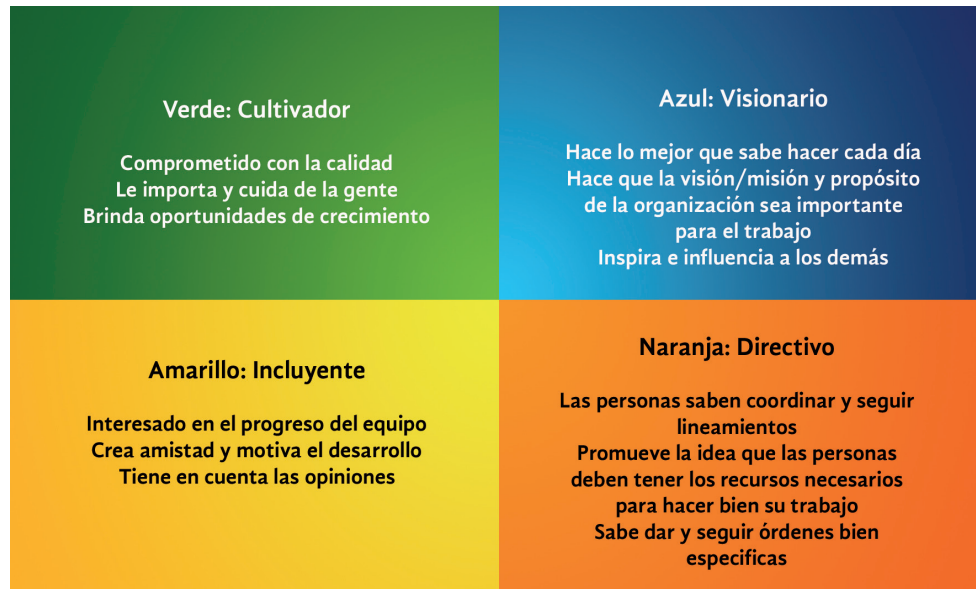 Verde: Cultivador
Comprometido con la calidad
Le importa y cuida de la gente
Brinda oportunidades de crecimiento
Azul: Visionario
Hace lo mejor que sabe hacer cada día
Hace que la visión/misión y propósito
de la organización sea importante
para el trabajo
Inspira e influencia a los demás
Amarillo: Incluyente
Interesado en el progreso del equipo
Crea amistad y motiva el desarrollo
Tiene en cuenta las opiniones
Naranja: Directivo
Las personas saben coordinar y seguir
lineamientos
Promueve la idea que las personas
deben tener los recursos necesarios
para hacer bien su trabajo
Sabe dar y seguir órdenes bien
especificas